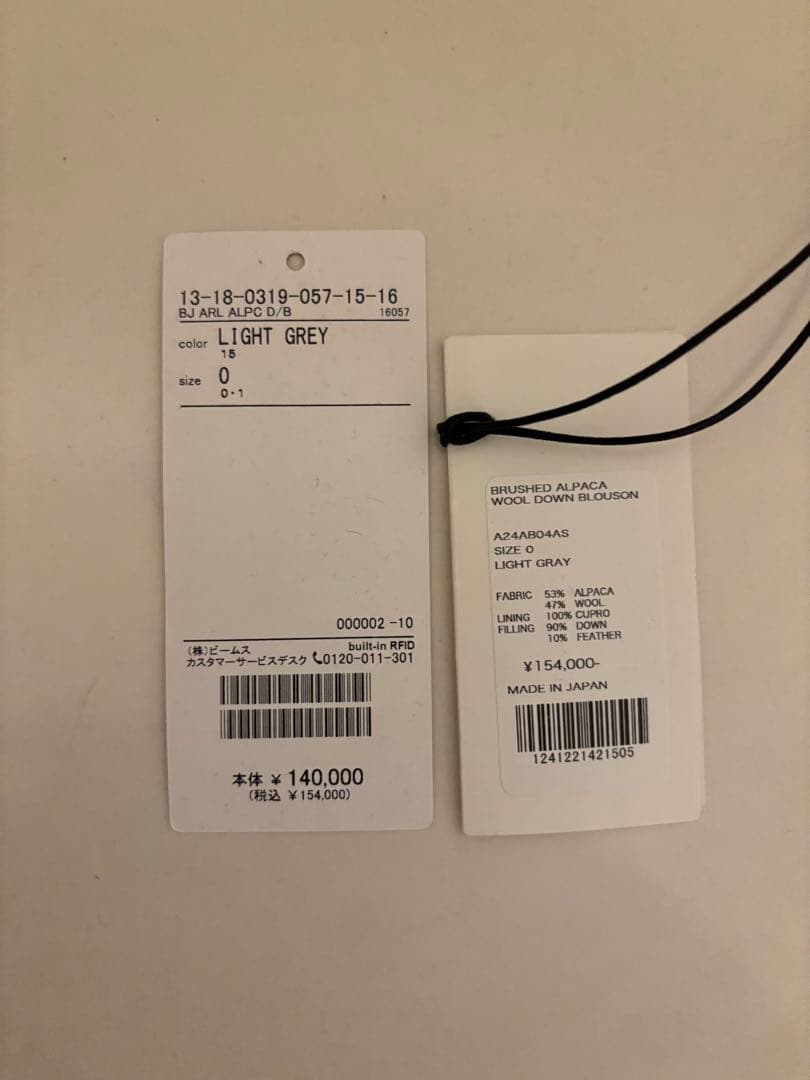 13-18-0319-057-15-16
BJ ARL ALPC D/B 16057
color LIGHT GREY
15
size 0
0・1
000002 -10
built-in RFID
(株)ビームス
カスタマーサービスデスク 0120-011-301
本体 ¥ 140,000
(税込 ¥154,000)
BRUSHED ALPACA
WOOL DOWN BLOUSON
A24AB04AS
SIZE 0
LIGHT GRAY
FABRIC 53% ALPACA
47% WOOL
LINING 100% CUPRO
FILLING 90% DOWN
10% FEATHER
¥154,000-
MADE IN JAPAN
1241221421505